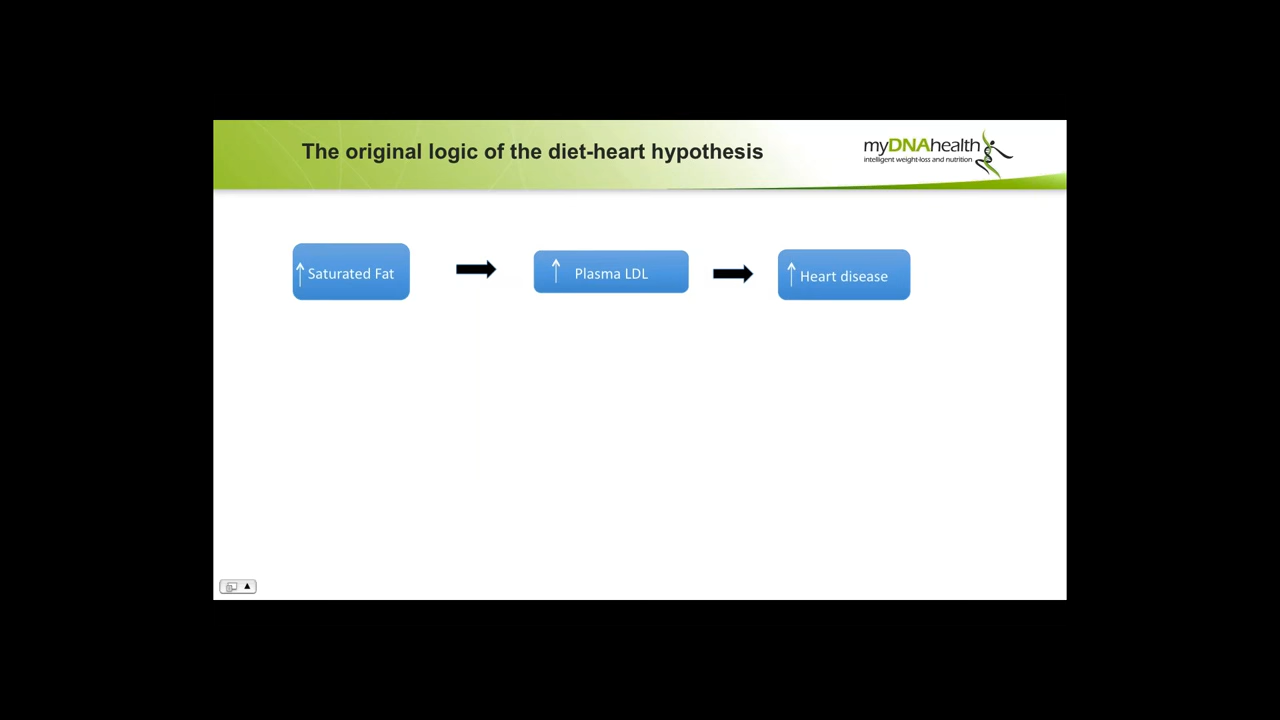 The original logic of the diet-heart hypothesis
myDNAhealth
intelligent weight-loss and nutrition
↑ Saturated Fat
↑ Plasma LDL
↑ Heart disease